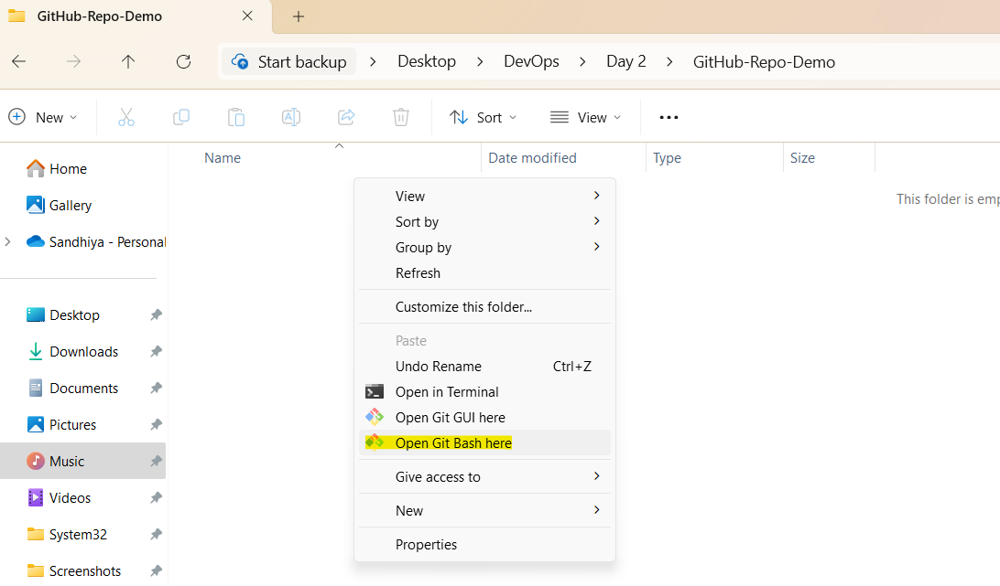 GitHub-Repo-Demo
Start backup > Desktop > DevOps > Day 2 > GitHub-Repo-Demo
New Sort View
Name Date modified Type Size
This folder is emp
Home
Gallery
Sandhiya - Personal
Desktop
Downloads
Documents
Pictures
Music
Videos
System32
Screenshots
View
Sort by
Group by
Refresh
Customize this folder...
Paste
Undo Rename Ctrl+Z
Open in Terminal
Open Git GUI here
Open Git Bash here
Give access to
New
Properties